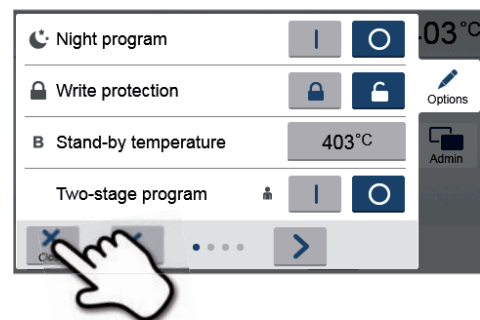 Night program
03°C
Write protection
Options
B Stand-by temperature 403°C
Admin
Two-stage program